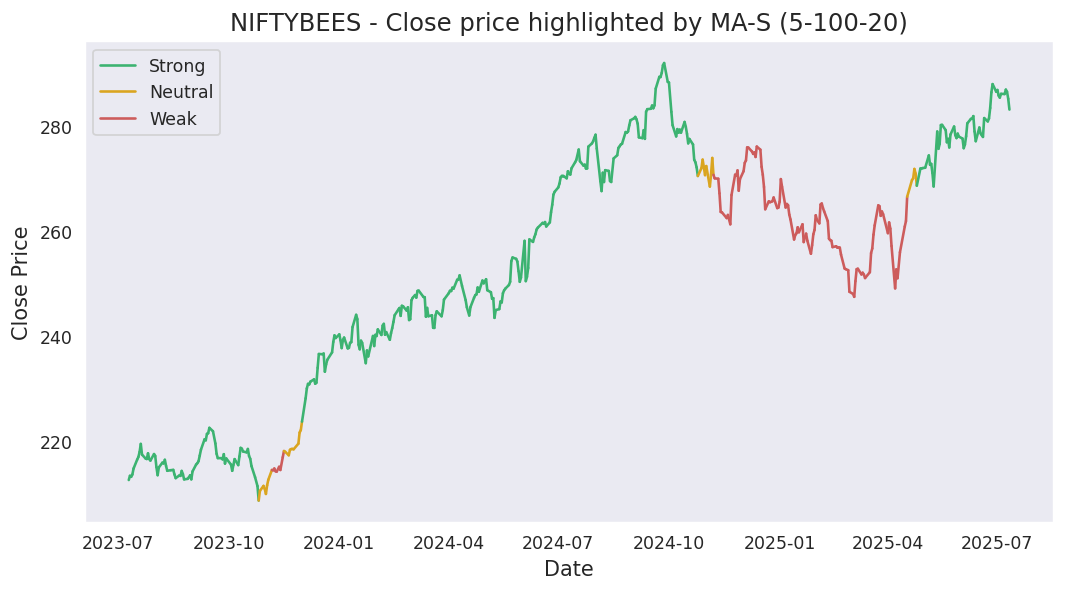 NIFTYBEES - Close price highlighted by MA-S (5-100-20)
Strong
Neutral
Weak
Close Price
280
260
240
220
2023-07 2023-10 2024-01 2024-04 2024-07 2024-10 2025-01 2025-04 2025-07
Date